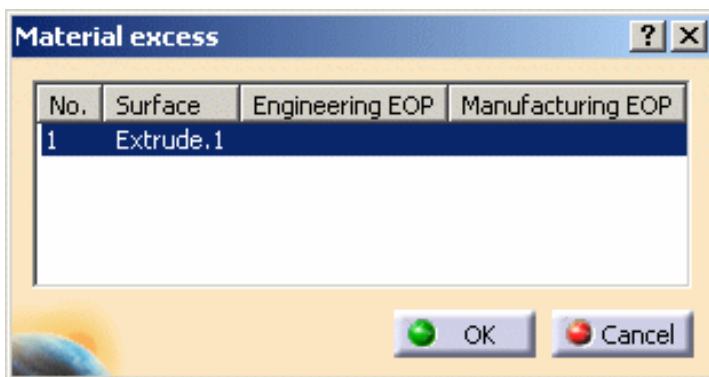 Material excess ? X
No. Surface Engineering EOP Manufacturing EOP
1 Extrude.1
OK Cancel